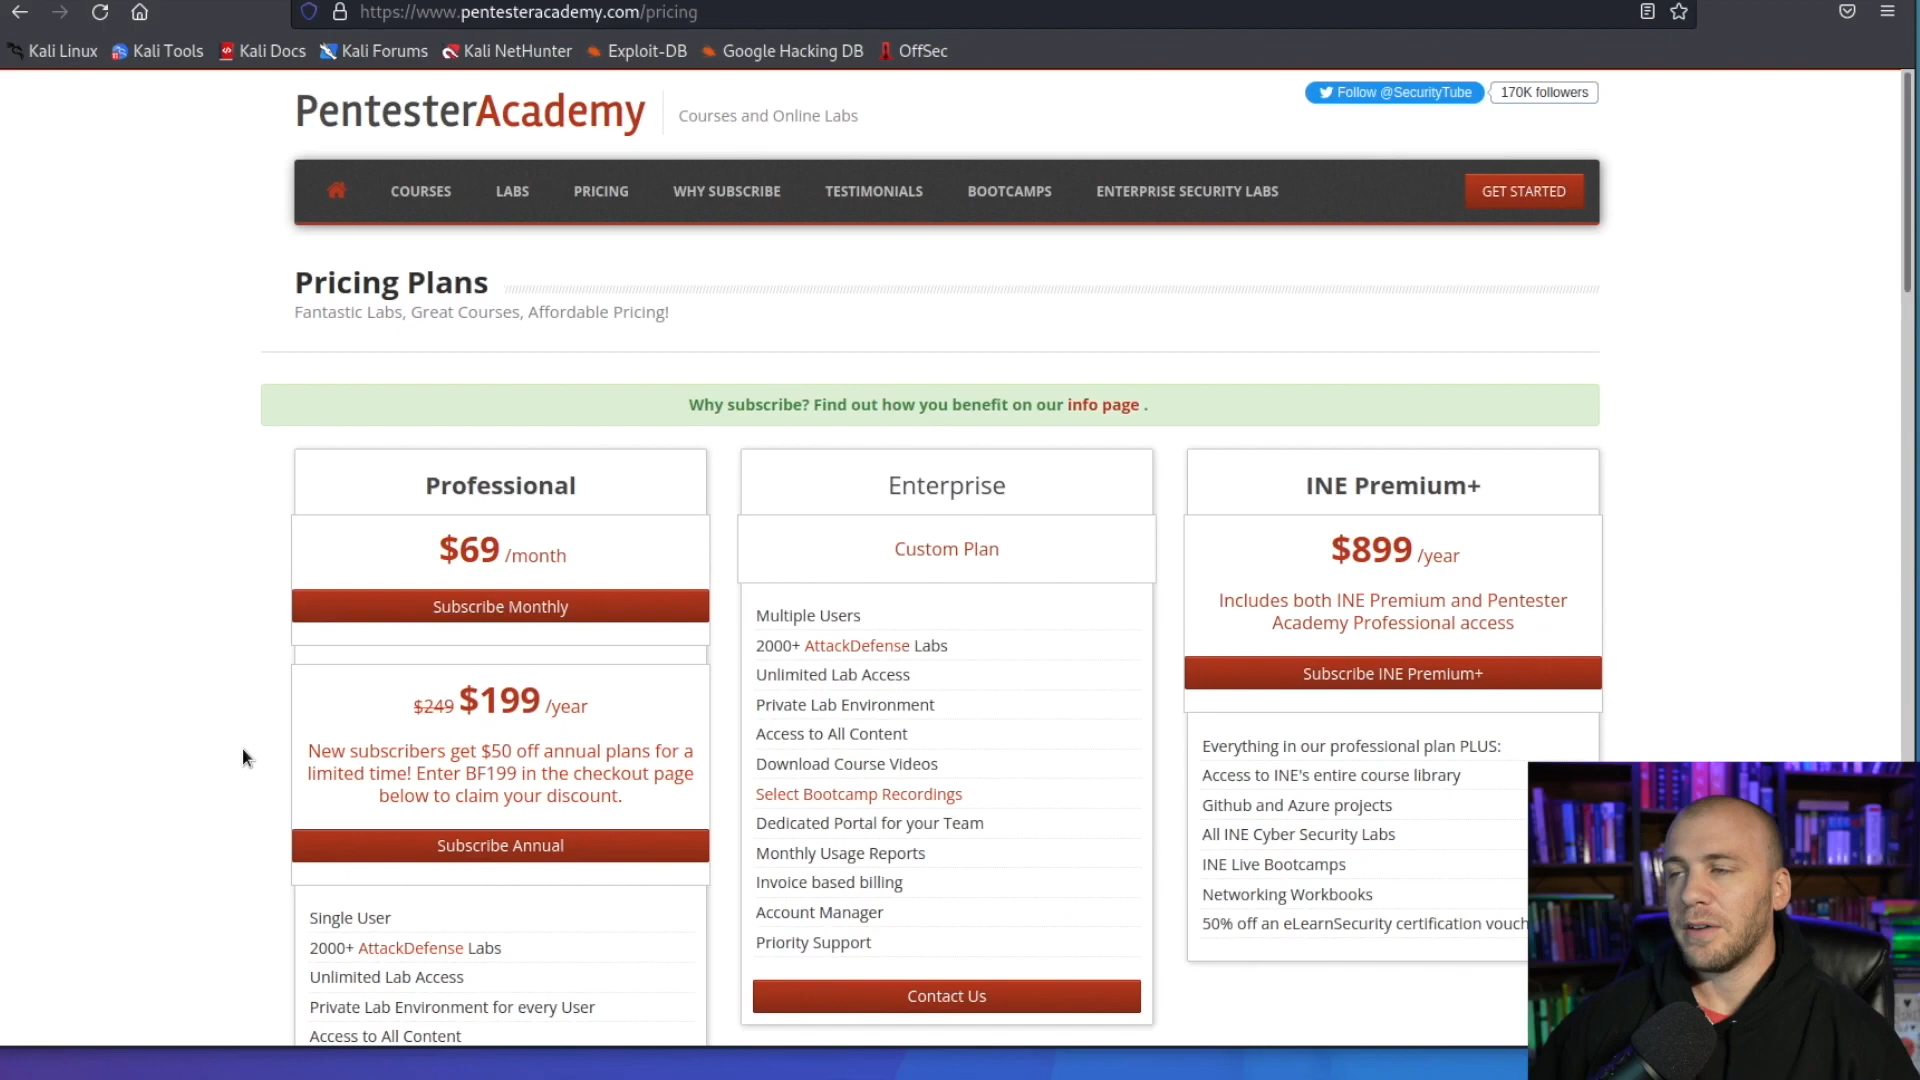 https://www.pentesteracademy.com/pricing
Kali Linux
Kali Tools
Kali Docs
Kali Forums
Kali NetHunter
Exploit-DB
Google Hacking DB
OffSec
PentesterAcademy
Courses and Online Labs
Follow @SecurityTube
170K followers
COURSES
LABS
PRICING
WHY SUBSCRIBE
TESTIMONIALS
BOOTCAMPS
ENTERPRISE SECURITY LABS
GET STARTED
Pricing Plans
Fantastic Labs, Great Courses, Affordable Pricing!
Why subscribe? Find out how you benefit on our info page .
Professional
$69 /month
Subscribe Monthly
$249 $199 /year
New subscribers get $50 off annual plans for a
limited time! Enter BF199 in the checkout page
below to claim your discount.
Subscribe Annual
Single User
2000+ AttackDefense Labs
Unlimited Lab Access
Private Lab Environment for every User
Access to All Content
Enterprise
Custom Plan
Multiple Users
2000+ AttackDefense Labs
Unlimited Lab Access
Private Lab Environment
Access to All Content
Download Course Videos
Select Bootcamp Recordings
Dedicated Portal for your Team
Monthly Usage Reports
Invoice based billing
Account Manager
Priority Support
Contact Us
INE Premium+
$899 /year
Includes both INE Premium and Pentester
Academy Professional access
Subscribe INE Premium+
Everything in our professional plan PLUS:
Access to INE's entire course library
Github and Azure projects
All INE Cyber Security Labs
INE Live Bootcamps
Networking Workbooks
50% off an eLearnSecurity certification vouch